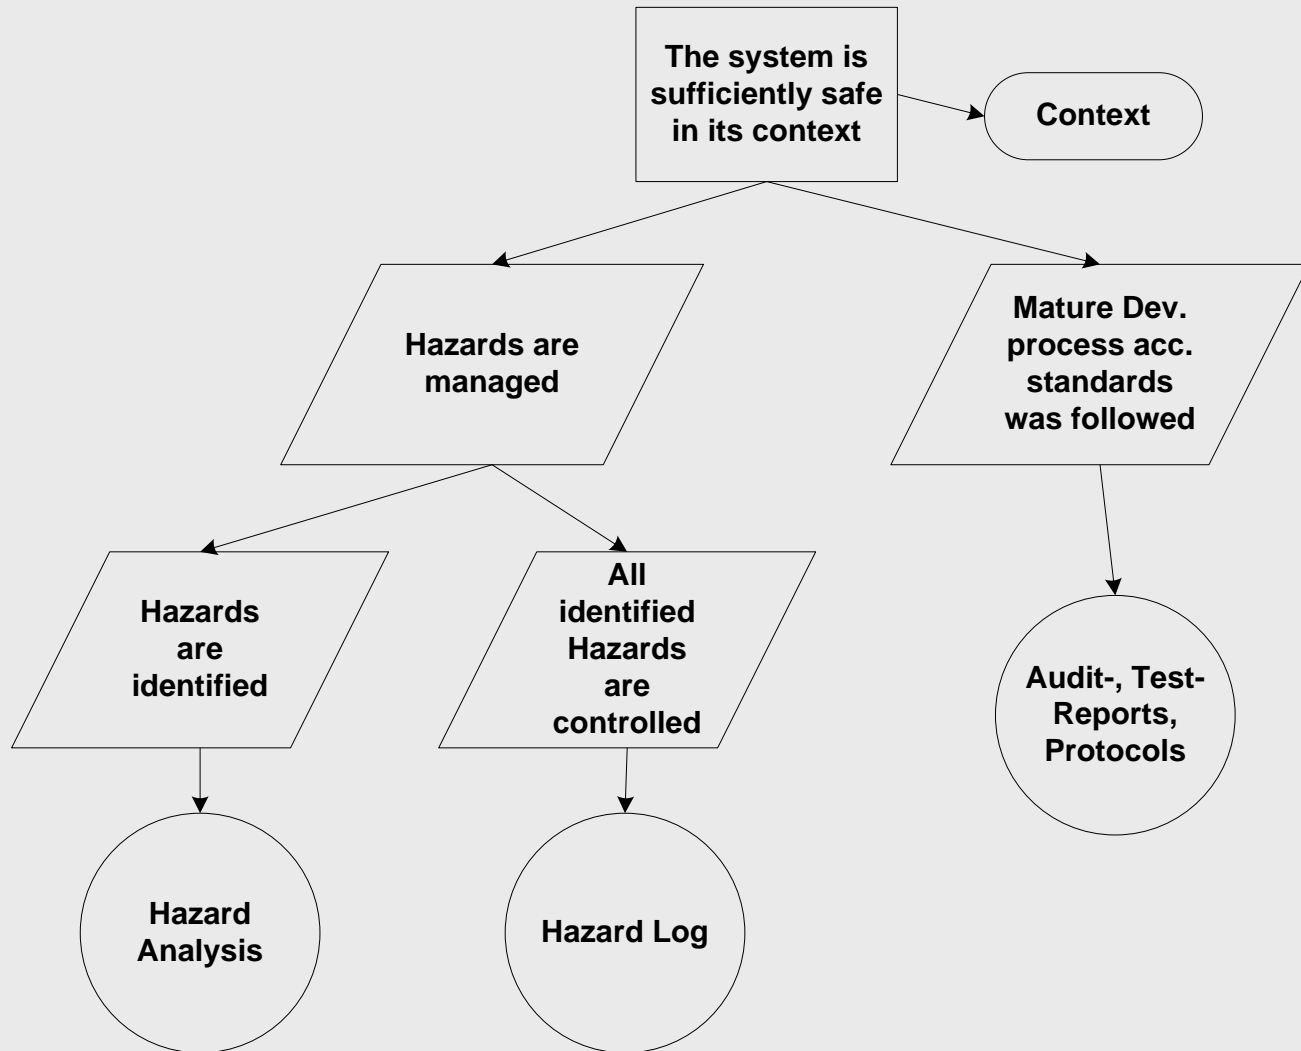 The system is
sufficiently safe
in its context
Context
Hazards are
managed
Mature Dev.
process acc.
standards
was followed
Hazards
are
identified
All
identified
Hazards
are
controlled
Audit-, Test-
Reports,
Protocols
Hazard
Analysis
Hazard Log